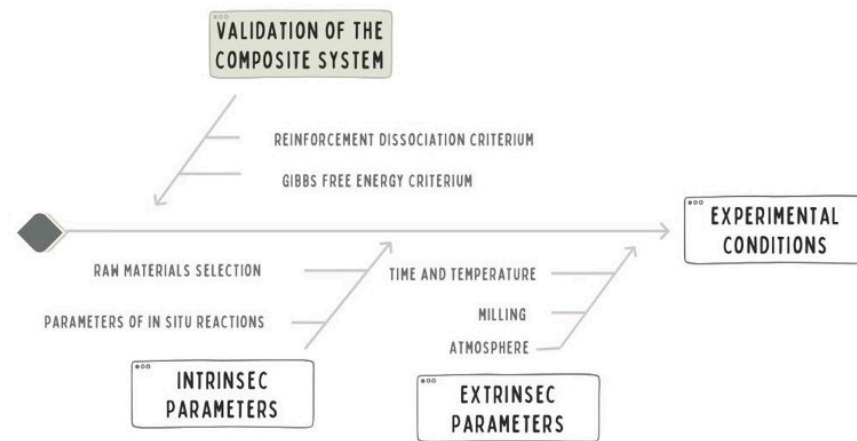 VALIDATION OF THE
COMPOSITE SYSTEM
REINFORCEMENT DISSOCIATION CRITERIUM
GIBBS FREE ENERGY CRITERIUM
EXPERIMENTAL
CONDITIONS
RAW MATERIALS SELECTION
PARAMETERS OF IN SITU REACTIONS
INTRINSEC
PARAMETERS
TIME AND TEMPERATURE
MILLING
ATMOSPHERE
EXTRINSEC
PARAMETERS